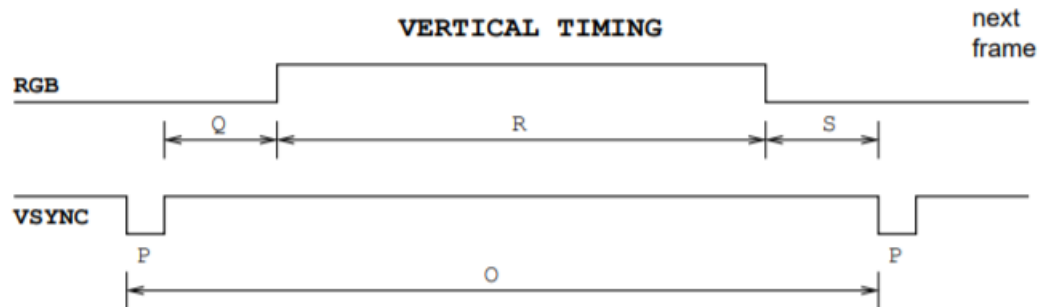 VERTICAL TIMING
next
frame
RGB
Q R S
VSYNC
P P
O